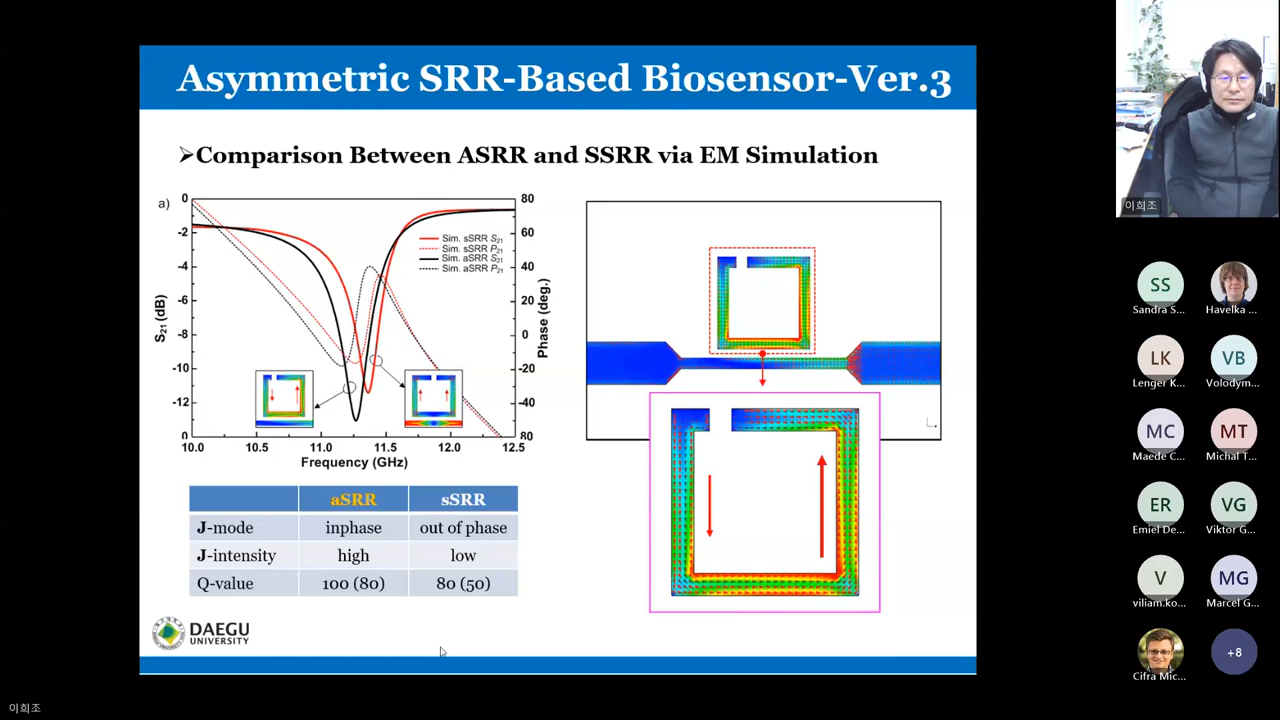 Asymmetric SRR-Based Biosensor-Ver.3
➢Comparison Between ASRR and SSRR via EM Simulation
a)
0
-2
-4
-6
-8
-10
-12
0
S21 (dB)
80
60
40
20
0
-20
-40
80
Phase (deg.)
Sim. sSRR S21
Sim. sSRR P21
Sim. aSRR S21
Sim. aSRR P21
10.0 10.5 11.0 11.5 12.0 12.5
Frequency (GHz)
aSRR sSRR
J-mode inphase out of phase
J-intensity high low
Q-value 100 (80) 80 (50)
DAEGU
UNIVERSITY
이희조
SS
Sandra S...
Havelka ...
LK
Lenger K...
VB
Volodym...
MC
Maede C...
MT
Michal T...
ER
Emiel De...
VG
Viktor G...
V
viliam.ko...
MG
Marcel G...
Cifra Mic...
+8
이희조